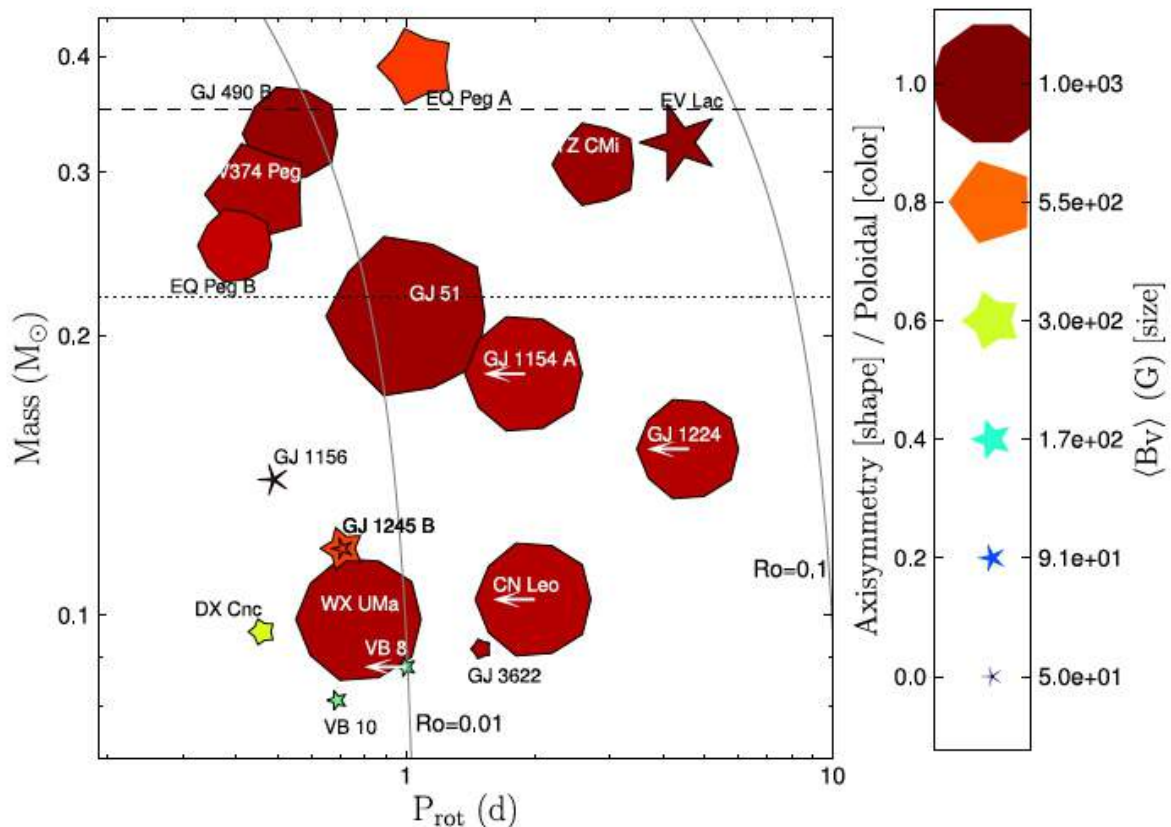 0.4
0.3
0.2
0.1
Mass (M⊙)
1
10
P_rot (d)
GJ 490 B
EQ Peg A
EV Lac
YZ CMi
V374 Peg
EQ Peg B
GJ 51
GJ 1154 A
GJ 1224
GJ 1156
GJ 1245 B
CN Leo
WX UMa
DX Cnc
VB 8
GJ 3622
VB 10
Ro=0.01
Ro=0.1
Axisymmetry [shape] / Poloidal [color]
1.0
0.8
0.6
0.4
0.2
0.0
1.0e+03
5.5e+02
3.0e+02
1.7e+02
9.1e+01
5.0e+01
⟨Bv⟩ (G) [size]